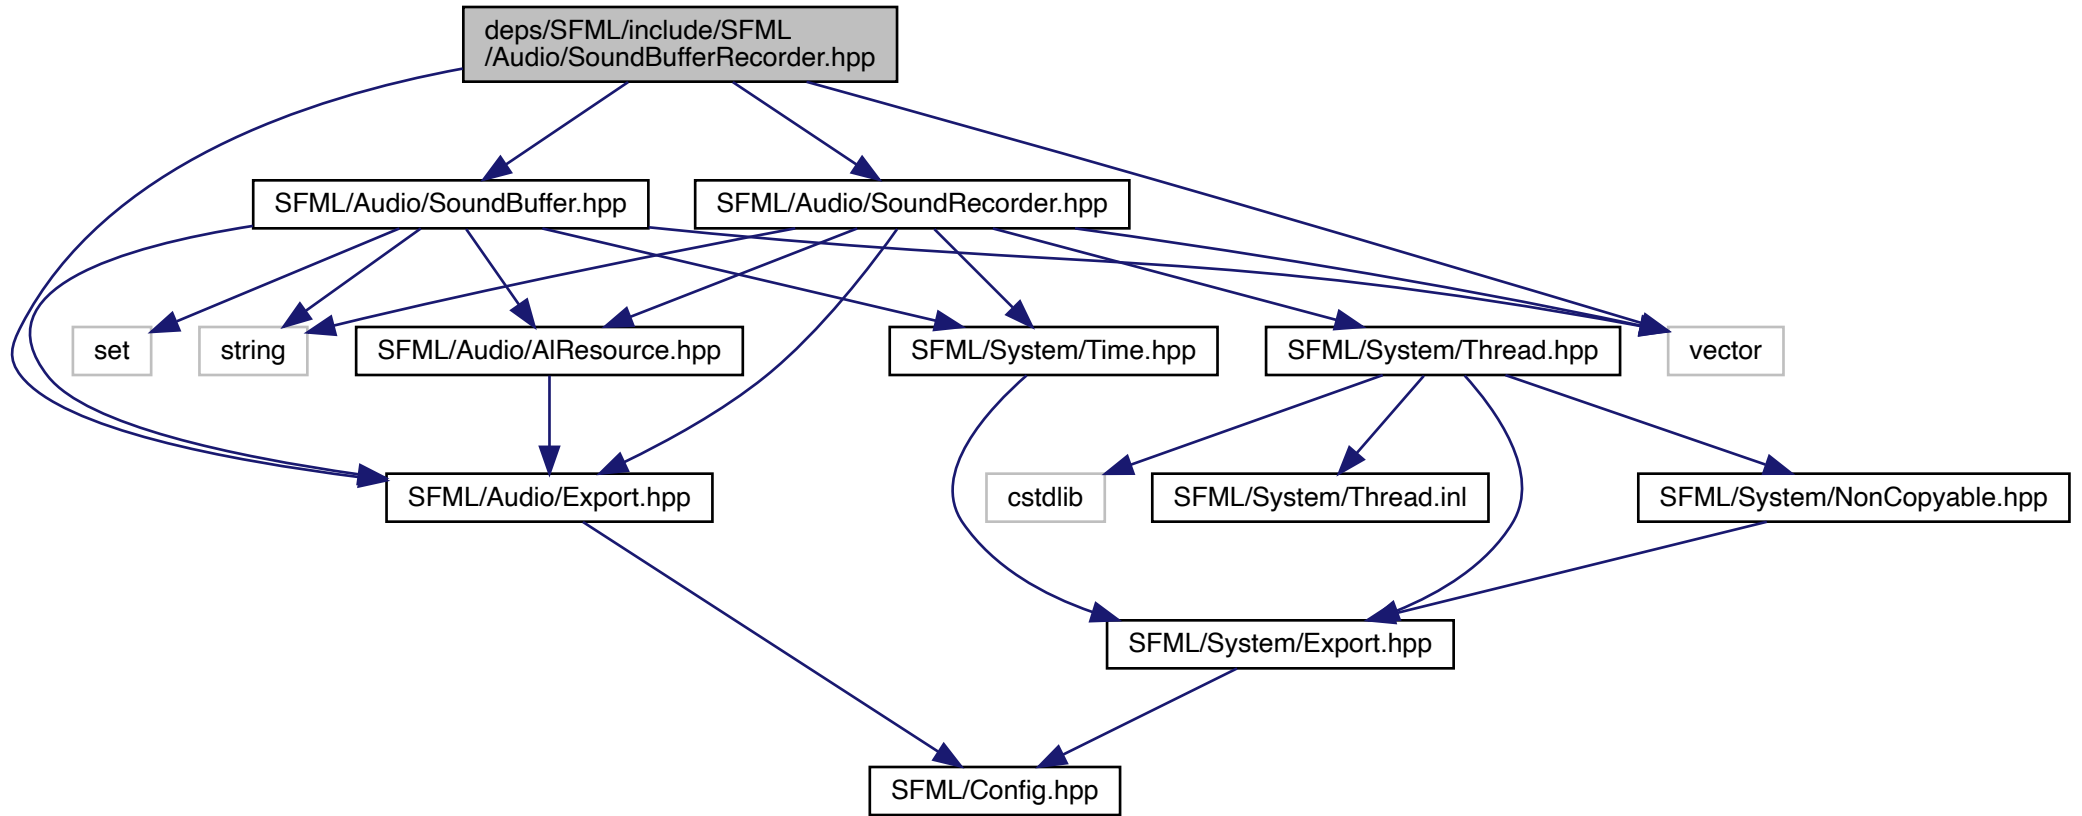 deps/SFML/include/SFML
/Audio/SoundBufferRecorder.hpp
SFML/Audio/SoundBuffer.hpp
SFML/Audio/SoundRecorder.hpp
set
string
SFML/Audio/AlResource.hpp
SFML/System/Time.hpp
SFML/System/Thread.hpp
vector
SFML/Audio/Export.hpp
cstdlib
SFML/System/Thread.inl
SFML/System/NonCopyable.hpp
SFML/System/Export.hpp
SFML/Config.hpp